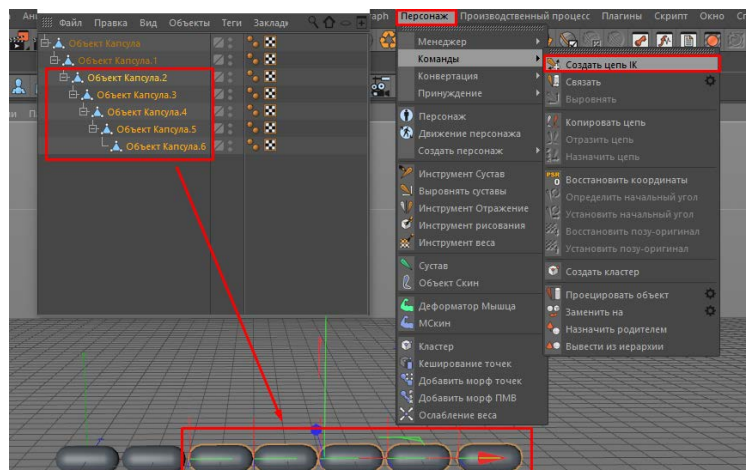 Файл Правка Вид Объекты Теги Заклад
Объект Капсула
Объект Капсула.1
Объект Капсула.2
Объект Капсула.3
Объект Капсула.4
Объект Капсула.5
Объект Капсула.6
Персонаж Производственный процесс Плагины Скрипт Окно
Менеджер
Команды
Конвертация
Принуждение
Персонаж
Движение персонажа
Создать персонаж
Инструмент Сустав
Выровнять суставы
Инструмент Отражение
Инструмент рисования
Инструмент веса
Сустав
Объект Скин
Деформатор Мышца
МСкин
Кластер
Кеширование точек
Добавить морф точек
Добавить морф ПМВ
Ослабление веса
Создать цепь IK
Связать
Выровнять
Копировать цепь
Отразить цепь
Назначить цепь
Восстановить координаты
Определить начальный угол
Установить начальный угол
Восстановить позу-оригинал
Установить позу-оригинал
Создать кластер
Проецировать объект
Заменить на
Назначить родителем
Вывести из иерархии